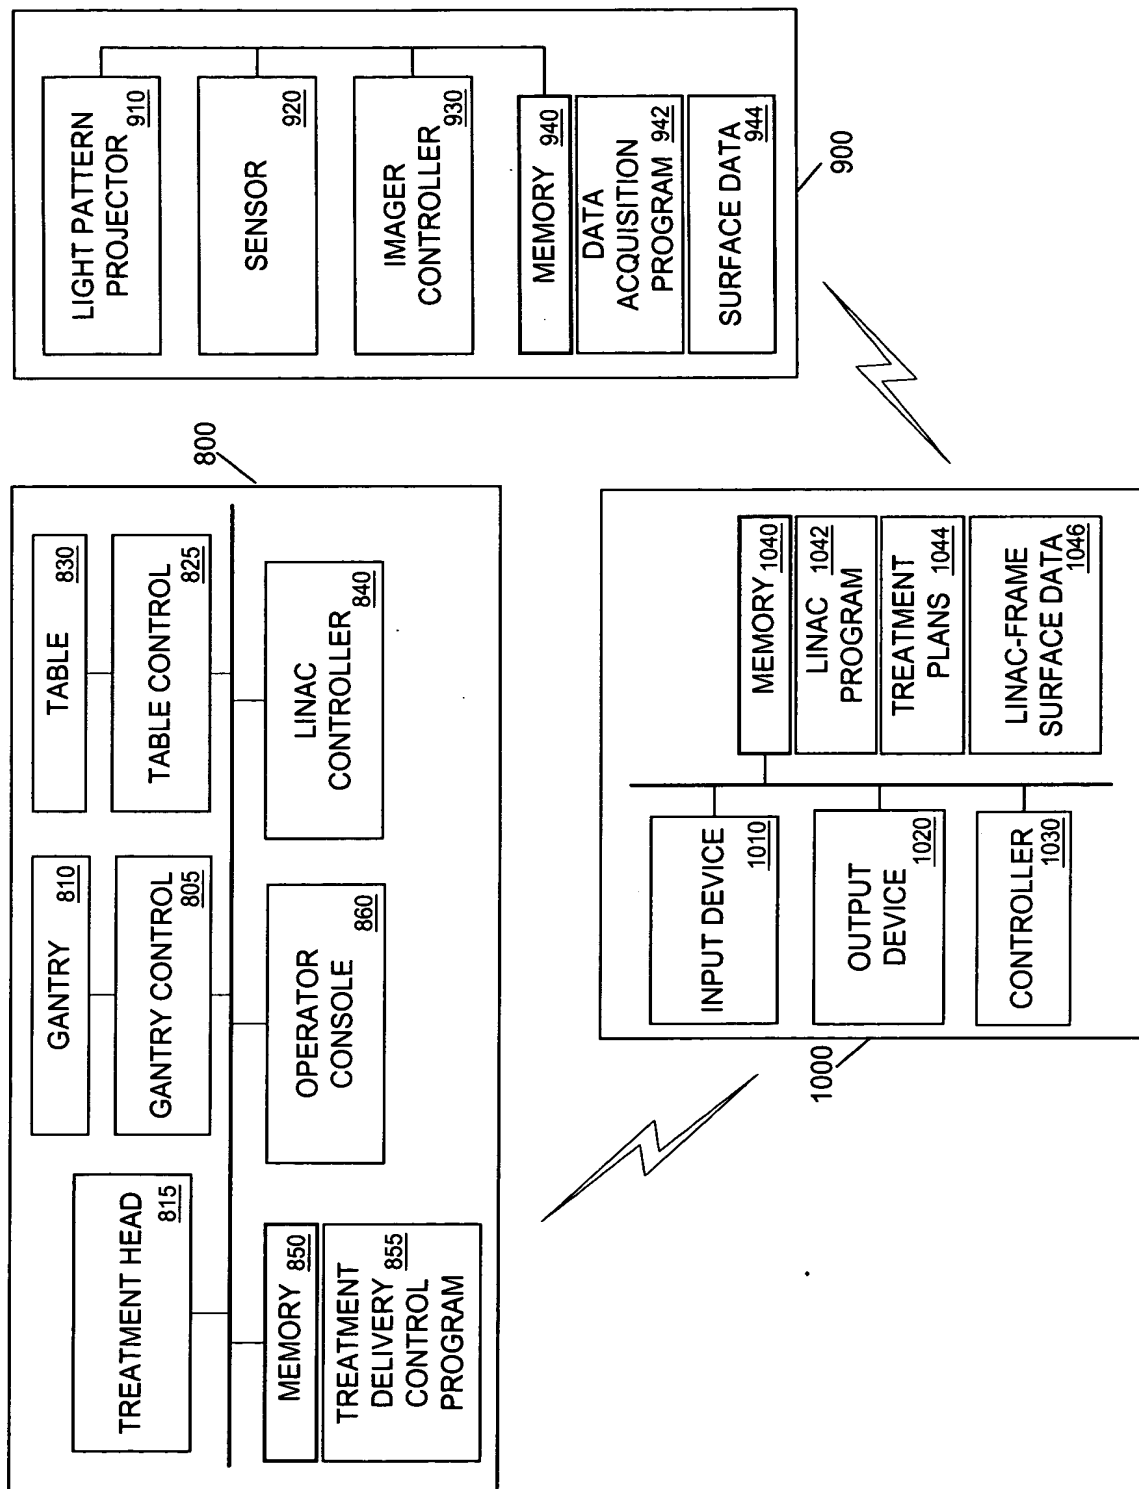 800
TREATMENT HEAD
815
GANTRY
810
GANTRY CONTROL
805
TABLE
830
TABLE CONTROL
825
MEMORY 850
TREATMENT
DELIVERY 855
CONTROL
PROGRAM
OPERATOR
CONSOLE
860
LINAC
CONTROLLER
840
LIGHT PATTERN
PROJECTOR
910
SENSOR
920
IMAGER
CONTROLLER
930
MEMORY 940
DATA
ACQUISITION
PROGRAM 942
SURFACE DATA
944
900
1000
INPUT DEVICE
1010
OUTPUT
DEVICE
1020
CONTROLLER
1030
MEMORY 1040
LINAC 1042
PROGRAM
TREATMENT
PLANS 1044
LINAC-FRAME
SURFACE DATA
1046